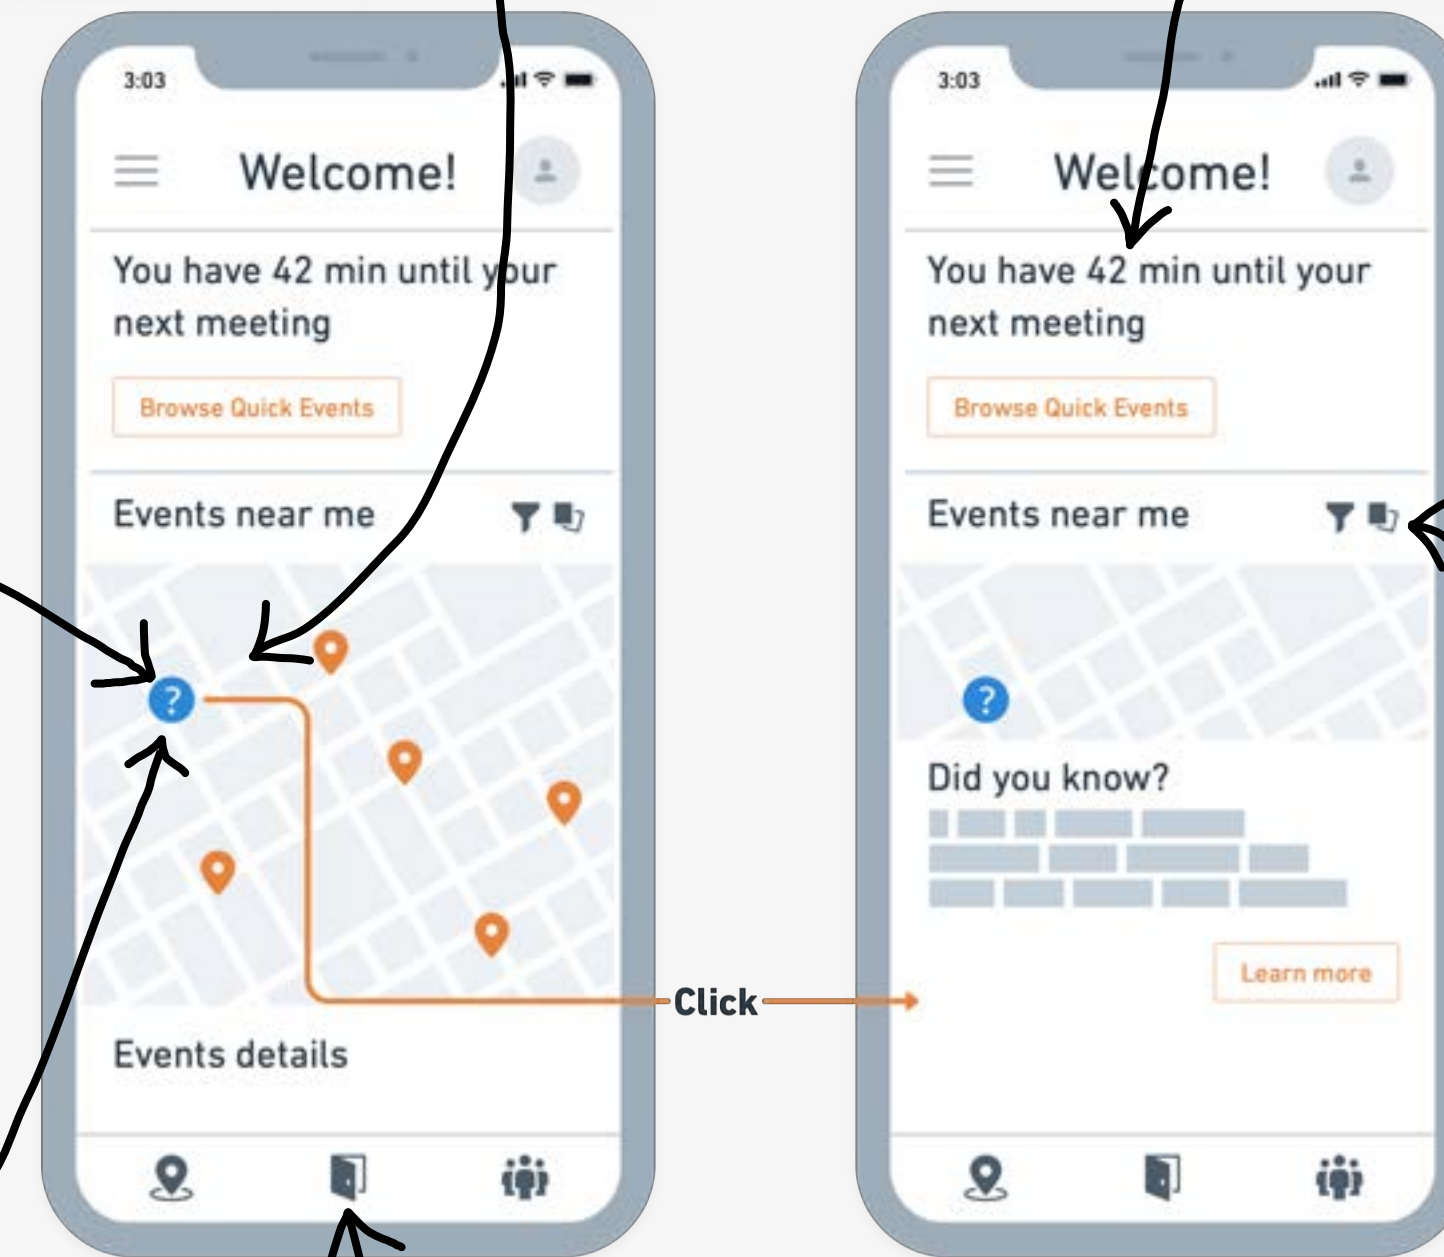 3:03
Welcome!
You have 42 min until your
next meeting
Browse Quick Events
Events near me
?
Click
Events details
3:03
Welcome!
You have 42 min until your
next meeting
Browse Quick Events
Events near me
?
Did you know?
Learn more